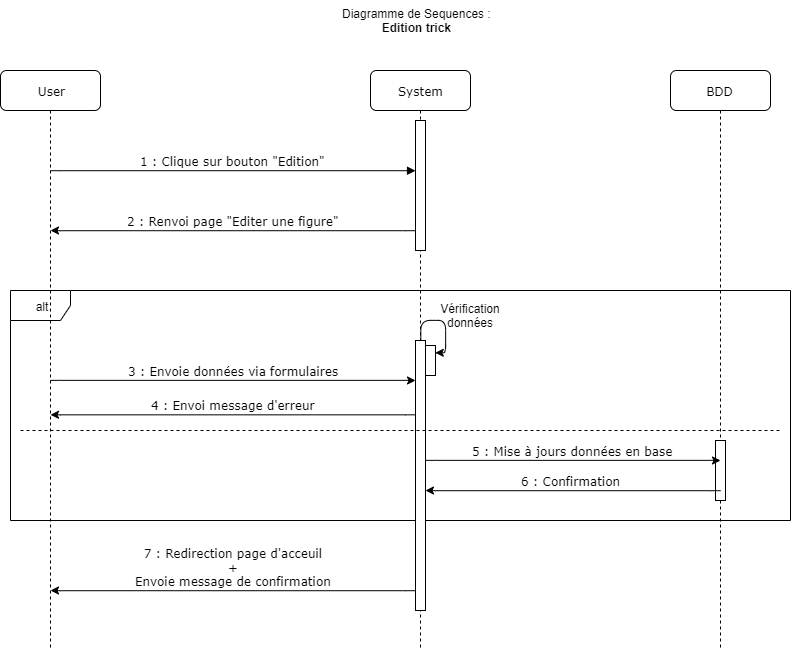 Diagramme de Sequences :
Edition trick
User
System
BDD
1 : Clique sur bouton "Edition"
2 : Renvoi page "Editer une figure"
alt
Vérification
données
3 : Envoie données via formulaires
4 : Envoi message d'erreur
5 : Mise à jours données en base
6 : Confirmation
7 : Redirection page d'acceuil
+
Envoie message de confirmation